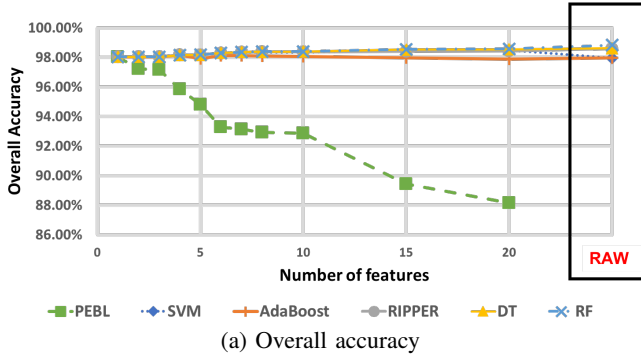 100.00%
98.00%
96.00%
94.00%
92.00%
90.00%
88.00%
86.00%
Overall Accuracy
0 5 10 15 20
RAW
Number of features
PEBL SVM AdaBoost RIPPER DT RF
(a) Overall accuracy